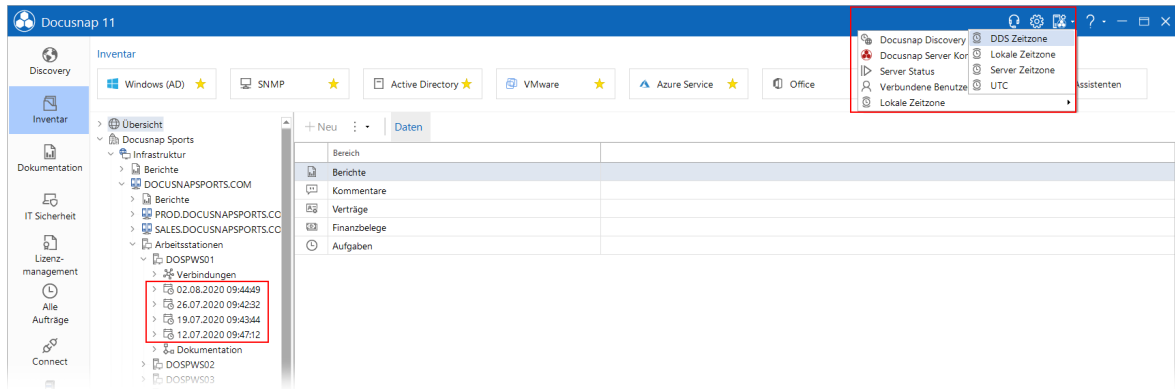 Docusnap 11
?
Discovery
Inventar
Dokumentation
IT Sicherheit
Lizenz-
management
Alle
Aufträge
Connect
Inventar
Windows (AD)
SNMP
Active Directory
VMware
Azure Service
Office
Assistenten
Docusnap Discovery
Docusnap Server Kor
Server Status
Verbundene Benutze
Lokale Zeitzone
DDS Zeitzone
Lokale Zeitzone
Server Zeitzone
UTC
Übersicht
Docusnap Sports
Infrastruktur
Berichte
DOCUSNAPSPORTS.COM
Berichte
PROD.DOCUSNAPSPORTS.CO
SALES.DOCUSNAPSPORTS.CO
Arbeitsstationen
DOSPWS01
Verbindungen
02.08.2020 09:44:49
26.07.2020 09:42:32
19.07.2020 09:43:44
12.07.2020 09:47:12
Dokumentation
DOSPWS02
DOSPWS03
Neu
Daten
Bereich
Berichte
Kommentare
Verträge
Finanzbelege
Aufgaben